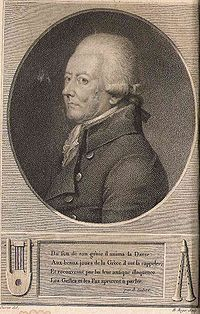 Du feu de son génie il anima la Danse:
Aux beaux jours de la Grèce il sut la rappeler;
Et recouvrant par lui leur antique éloquence
Les Gestes et les Pas apprirent à parler.